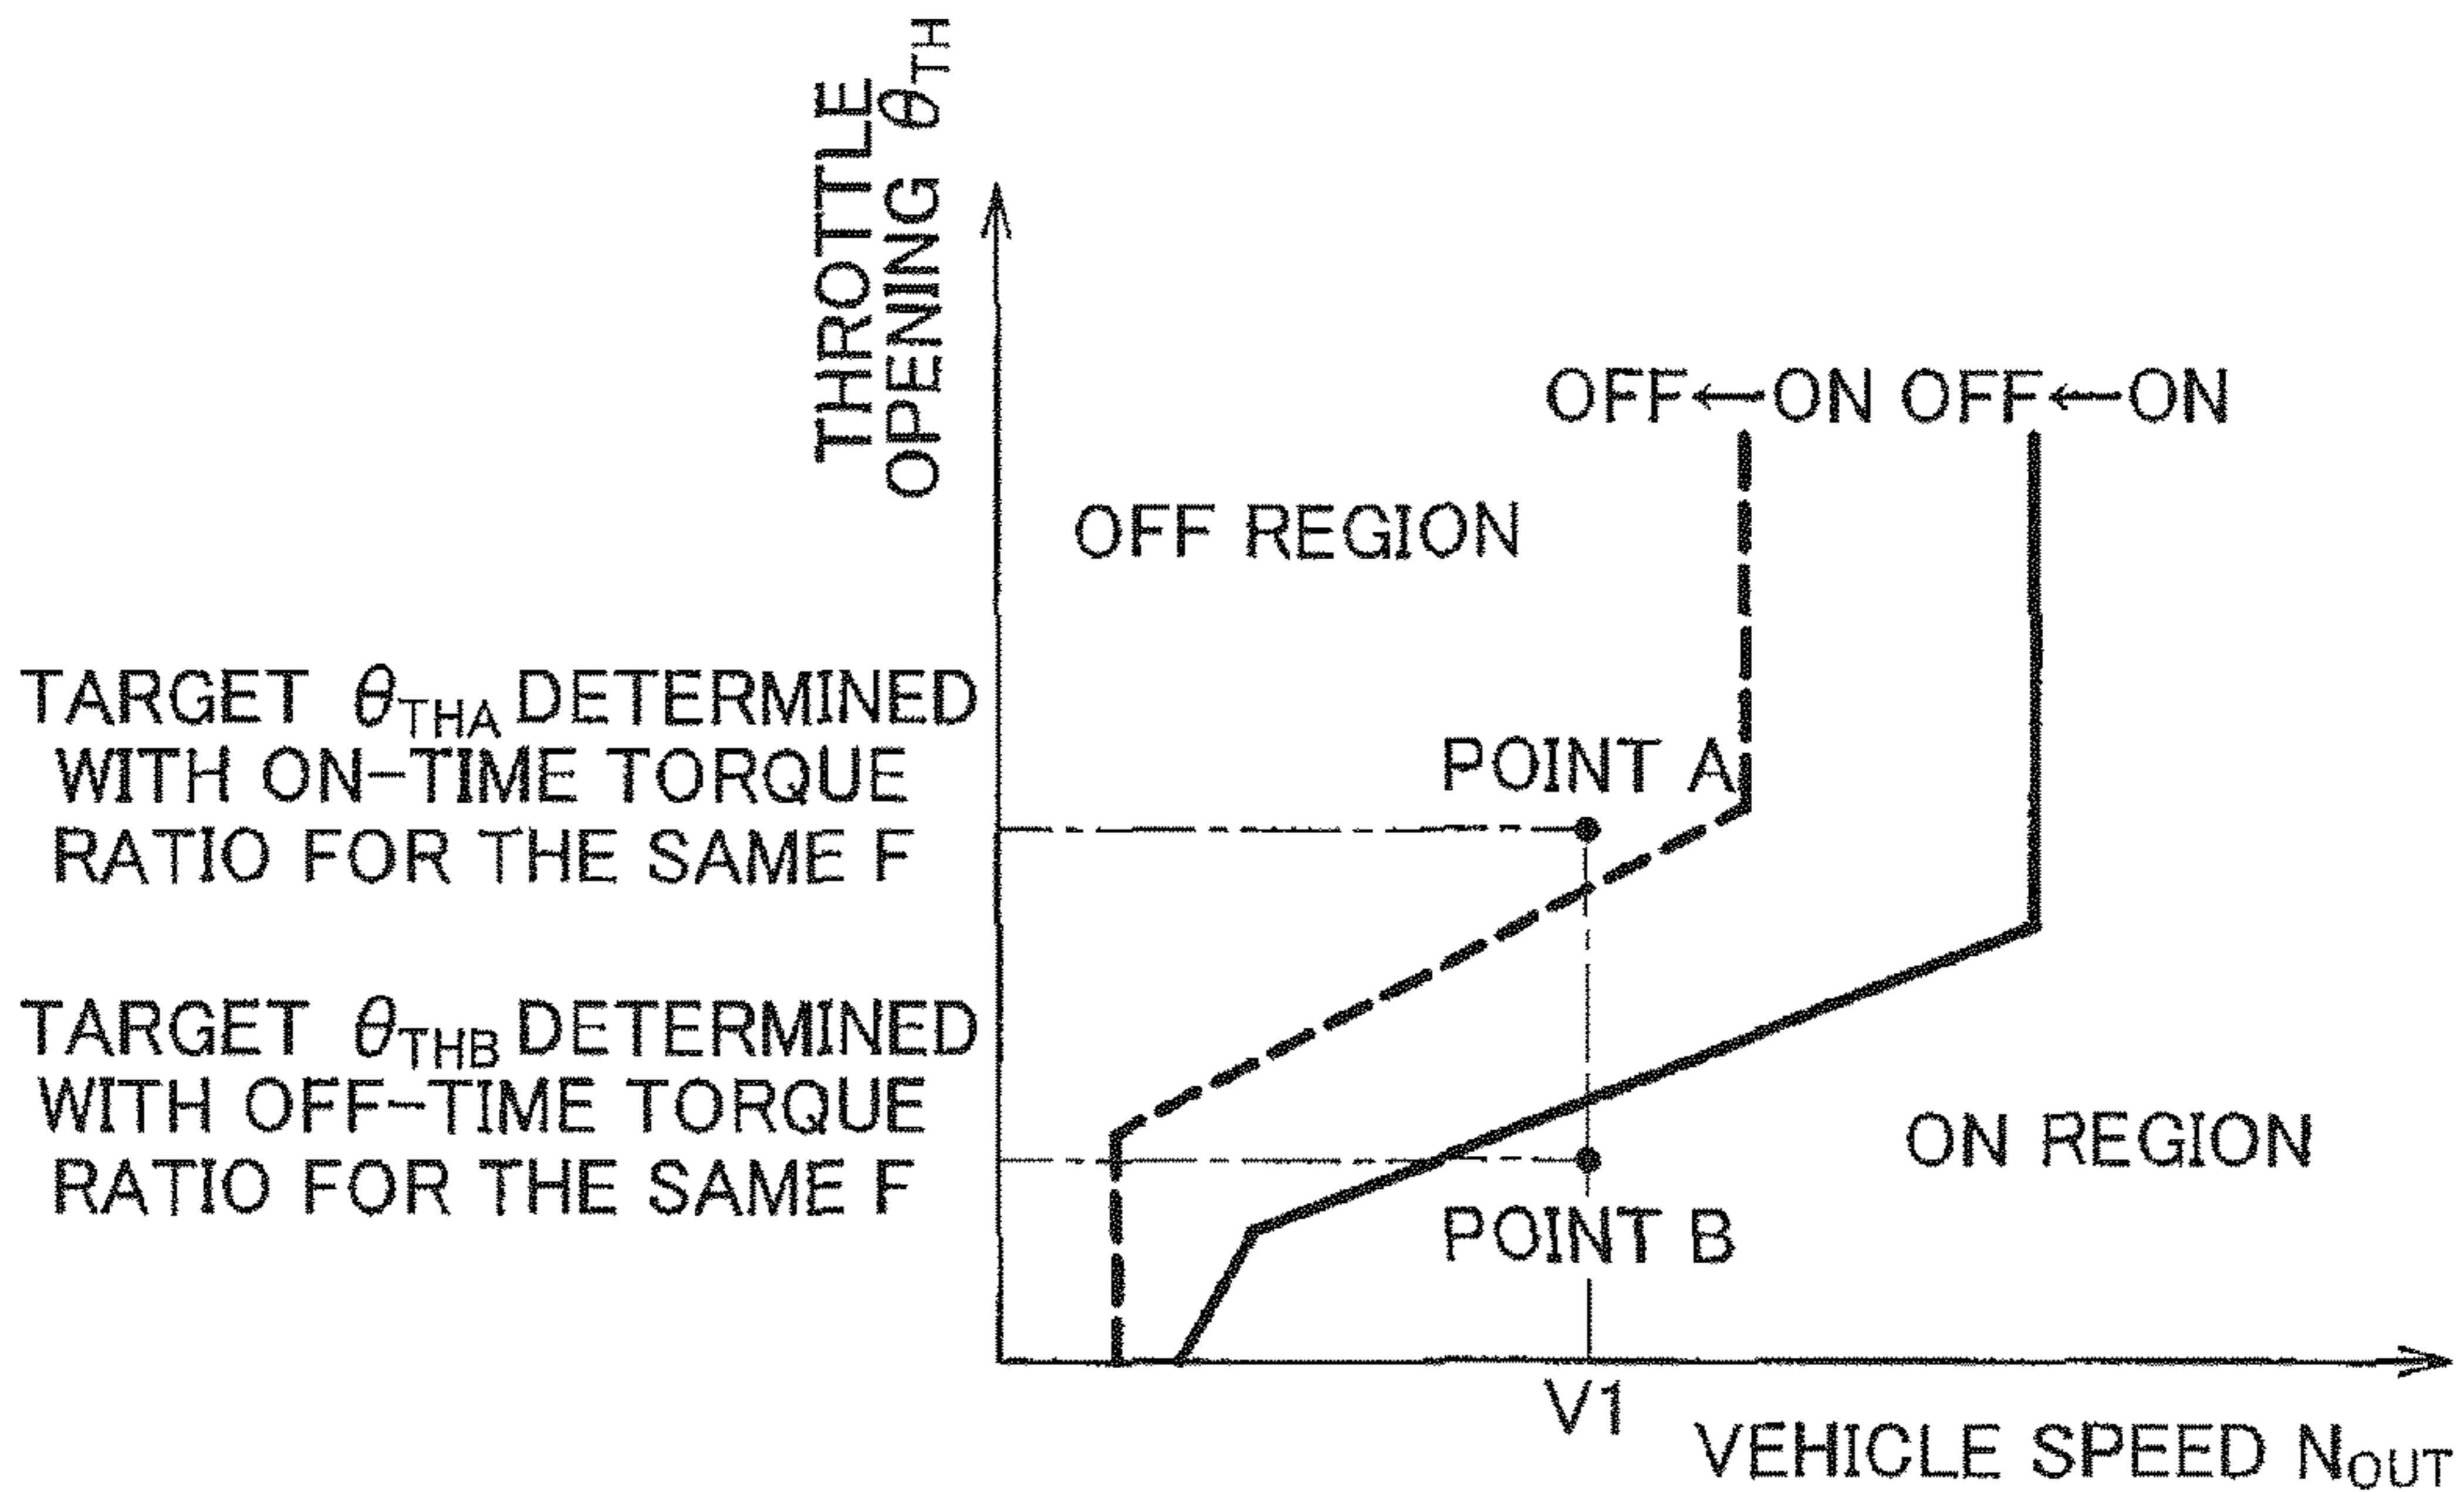 THROTTLE
OPENING θTH
OFF←ON OFF←ON
OFF REGION
TARGET θTHA DETERMINED
WITH ON-TIME TORQUE
RATIO FOR THE SAME F
POINT A
TARGET θTHB DETERMINED
WITH OFF-TIME TORQUE
RATIO FOR THE SAME F
ON REGION
POINT B
V1
VEHICLE SPEED NOUT